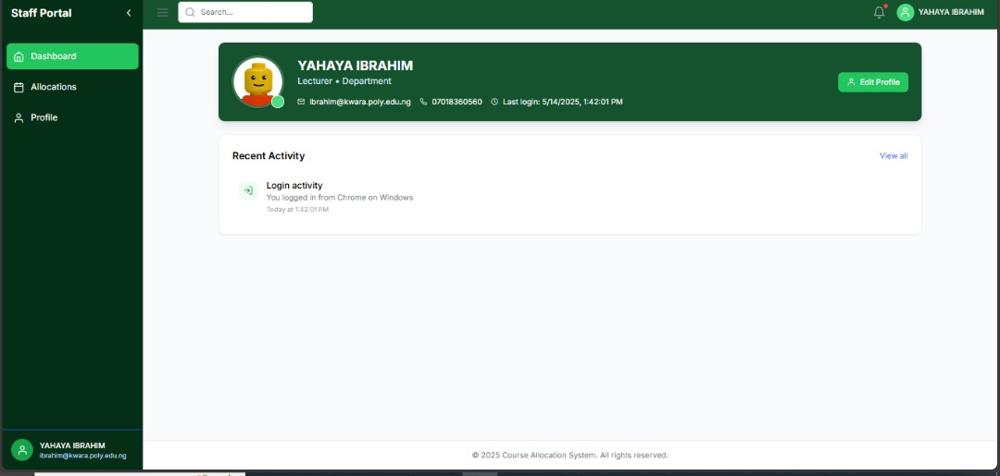 Staff Portal
Search...
YAHAYA IBRAHIM
Dashboard
Allocations
Profile
YAHAYA IBRAHIM
Lecturer • Department
ibrahim@kwara.poly.edu.ng 07018360560 Last login: 5/14/2025, 1:42:01 PM
Edit Profile
Recent Activity
View all
Login activity
You logged in from Chrome on Windows
Today at 1:42:01 PM
YAHAYA IBRAHIM
ibrahim@kwara.poly.edu.ng
© 2025 Course Allocation System. All rights reserved.